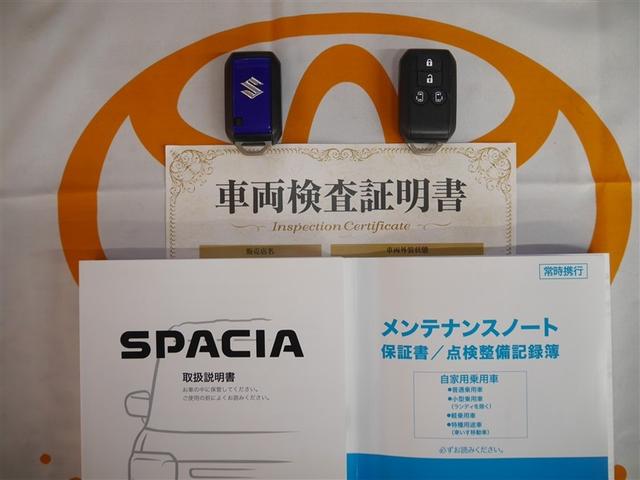 車両検査証明書
Inspection Certificate
販売店名
車両外装状態
SPACIA
取扱説明書
お車の中に保管してください。
ご使用の前によくお読みください。
常時携行
メンテナンスノート
保証書／点検整備記録簿
自家用乗用車
●普通乗用車
●小型乗用車
(ランディを除く)
●軽乗用車
●特種用途車
(車いす移動車)
必ずお読みください。